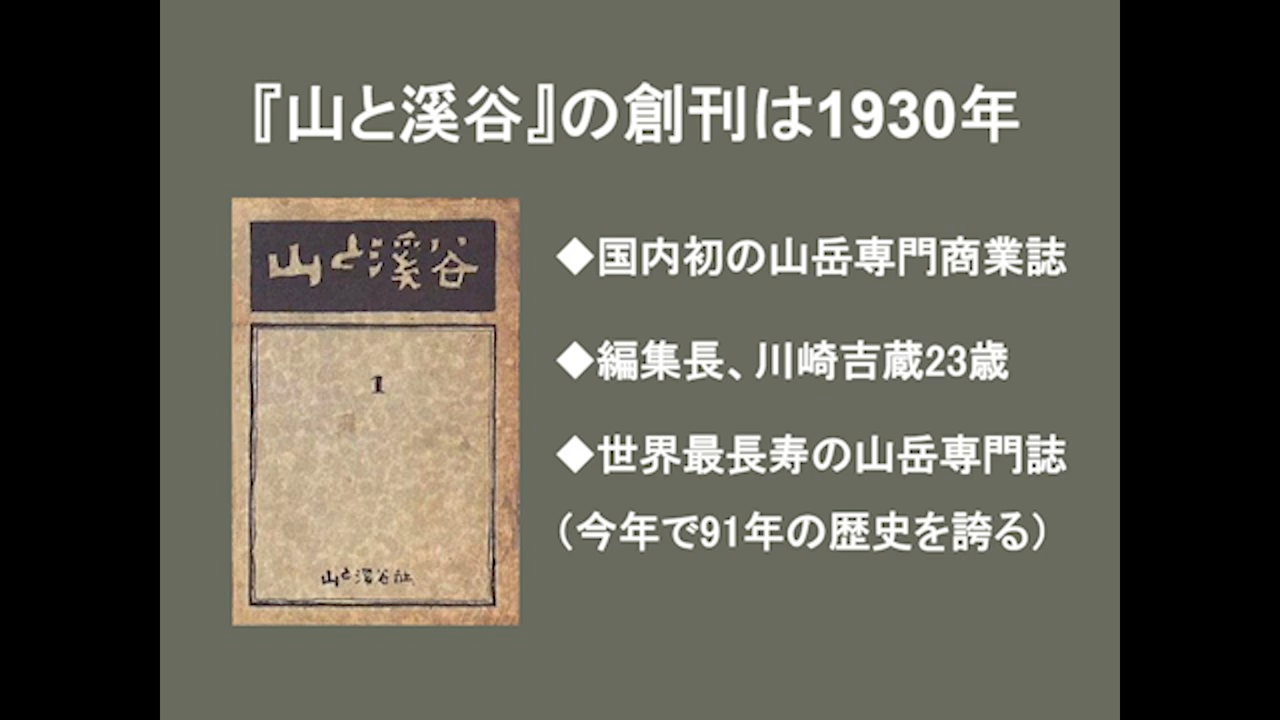 『山と溪谷』の創刊は1930年
山と溪谷
1
山と溪谷社
◆国内初の山岳専門商業誌
◆編集長、川崎吉蔵23歳
◆世界最長寿の山岳専門誌
（今年で91年の歴史を誇る）